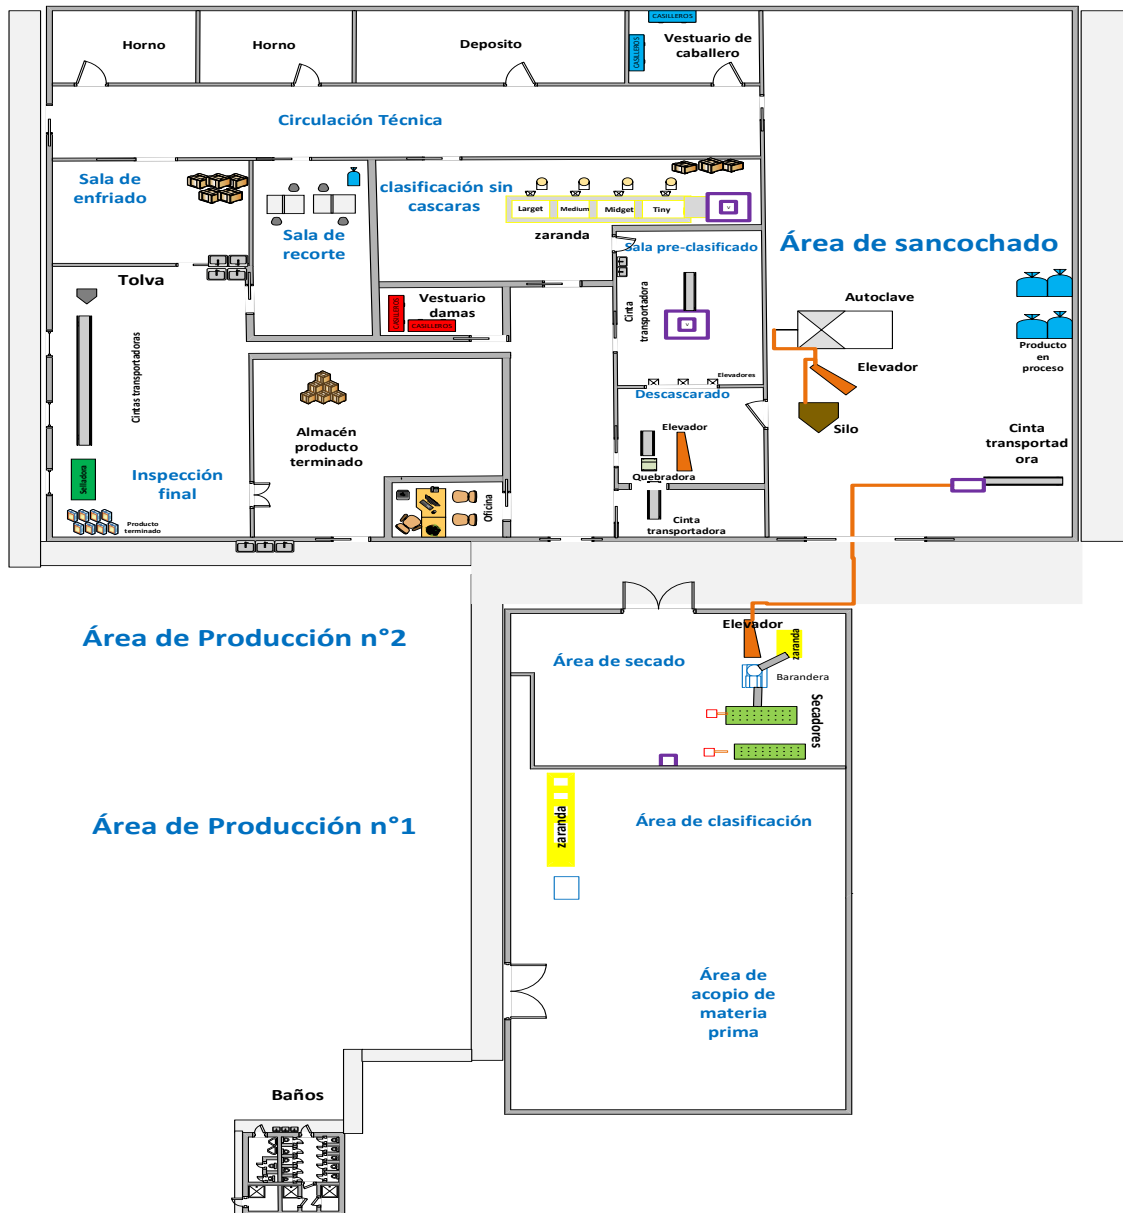 CASILLEROS
Horno
Horno
Deposito
CASILLEROS
Vestuario de
caballero
Circulación Técnica
Sala de
enfriado
clasificación sin
cascaras
Larget
Medium
Midget
Tiny
V
zaranda
Sala de
recorte
Sala pre-clasificado
Área de sancochado
Tolva
Vestuario
damas
CASILLEROS
CASILLEROS
Cinta
transportadora
V
Autoclave
Producto
en
proceso
Elevador
Elevadores
Cintas transportadoras
Descascarado
Almacén
producto
terminado
Elevador
Silo
Cinta
transportad
ora
Selladora
Inspección
final
Quebradora
Oficina
Producto
terminado
Cinta
transportadora
Área de Producción n°2
Elevador
zaranda
Área de secado
Barandera
Secadores
Área de Producción n°1
zaranda
Área de clasificación
Área de
acopio de
materia
prima
Baños